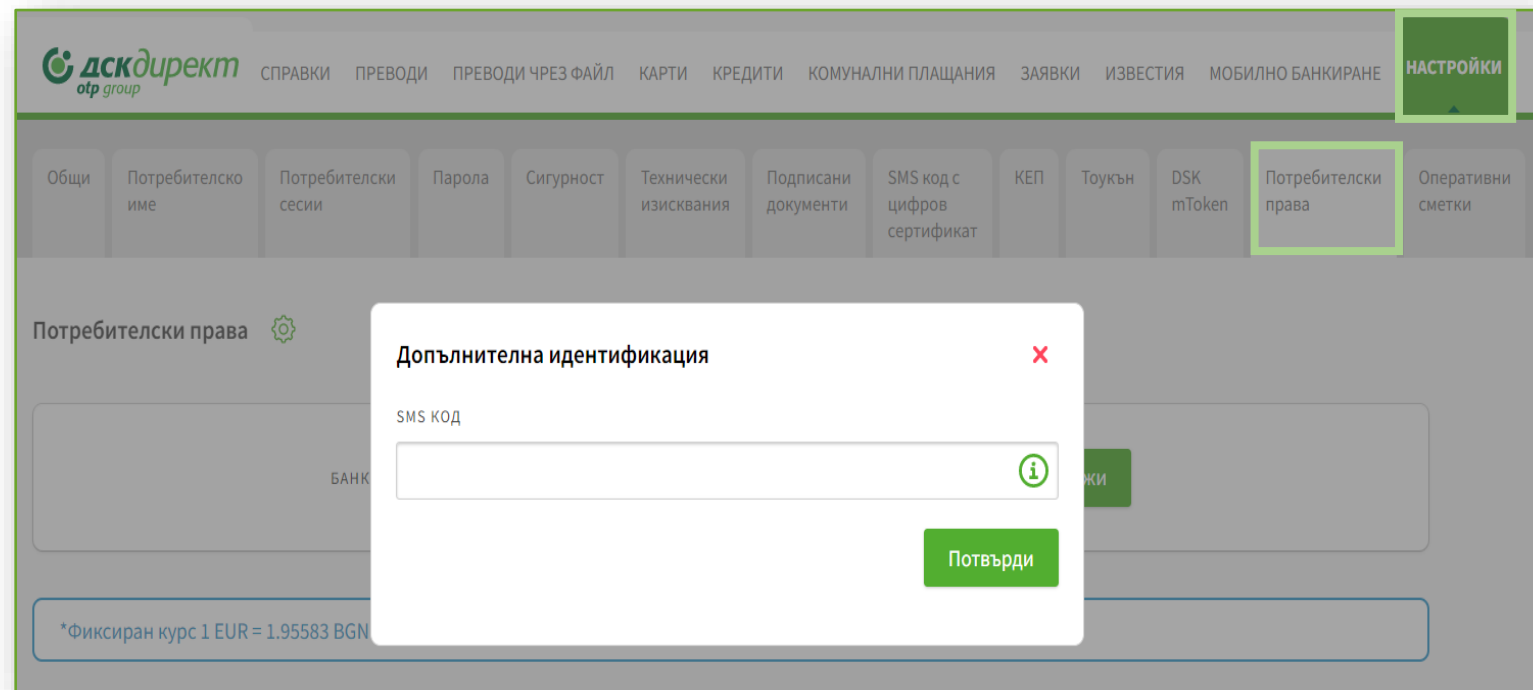 дскдирект
otp group
СПРАВКИ ПРЕВОДИ ПРЕВОДИ ЧРЕЗ ФАЙЛ КАРТИ КРЕДИТИ КОМУНАЛНИ ПЛАЩАНИЯ ЗАЯВКИ ИЗВЕСТИЯ МОБИЛНО БАНКИРАНЕ НАСТРОЙКИ
Общи
Потребителско
име
Потребителски
сесии
Парола
Сигурност
Технически
изисквания
Подписани
документи
SMS код с
цифров
сертификат
КЕП
Тоукън
DSK
mToken
Потребителски
права
Оперативни
сметки
Потребителски права
Допълнителна идентификация
SMS КОД
Потвърди
*Фиксиран курс 1 EUR = 1.95583 BGN